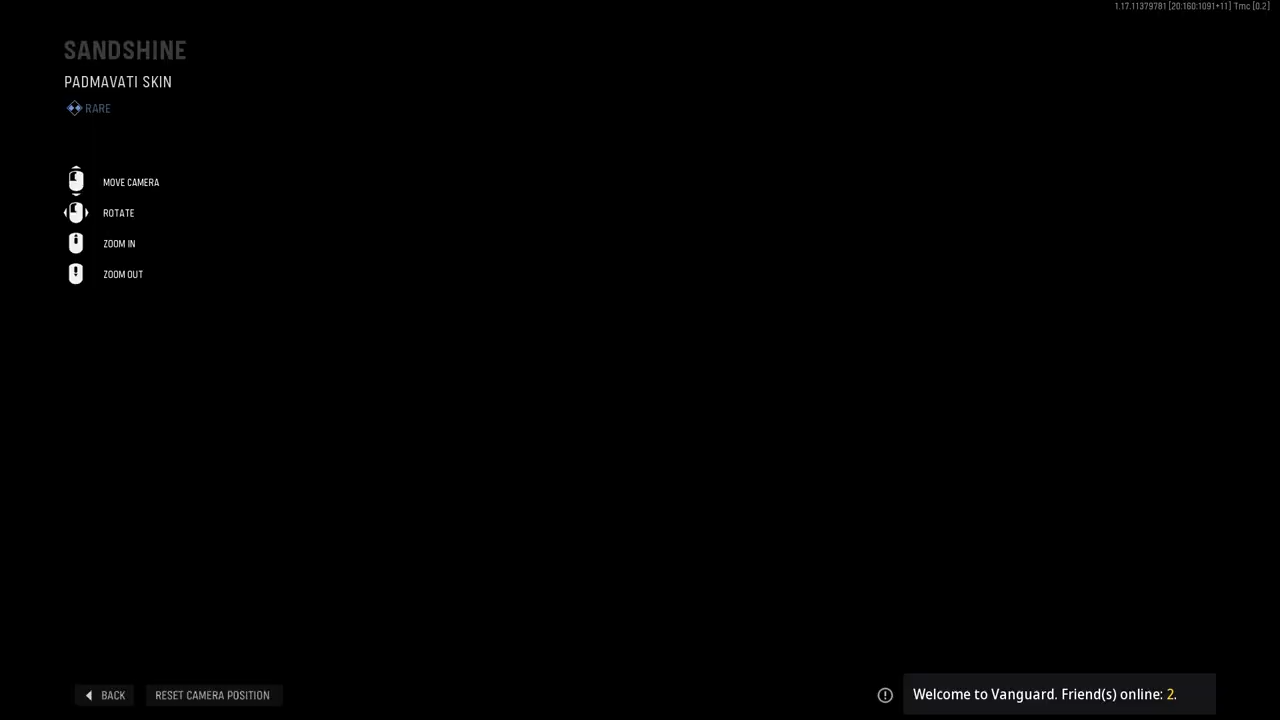 1.17.11379781 [20:160:1091+11] Tmc [0.2]
SANDSHINE
PADMAVATI SKIN
RARE
MOVE CAMERA
ROTATE
ZOOM IN
ZOOM OUT
BACK
RESET CAMERA POSITION
Welcome to Vanguard. Friend(s) online: 2.